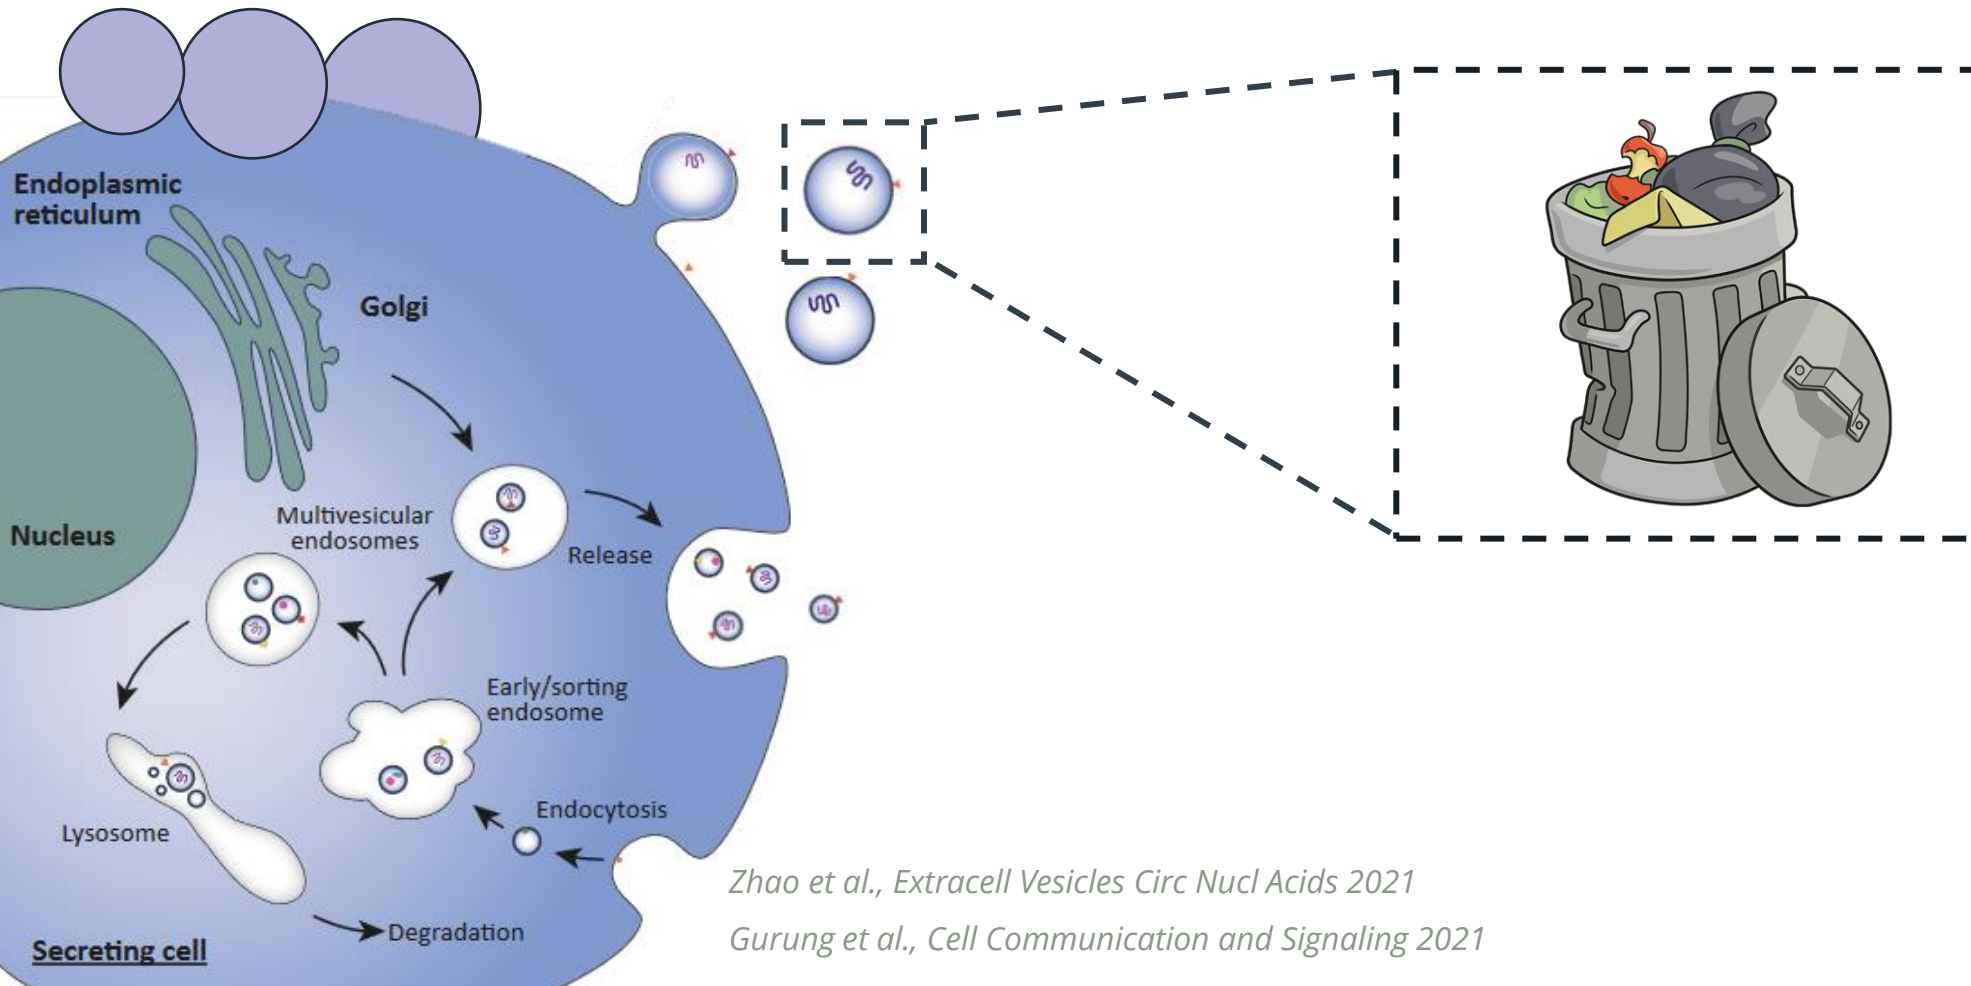 Endoplasmic
reticulum
Golgi
Nucleus
Multivesicular
endosomes
Release
Early/sorting
endosome
Endocytosis
Lysosome
Degradation
Secreting cell
Zhao et al., Extracell Vesicles Circ Nucl Acids 2021
Gurung et al., Cell Communication and Signaling 2021